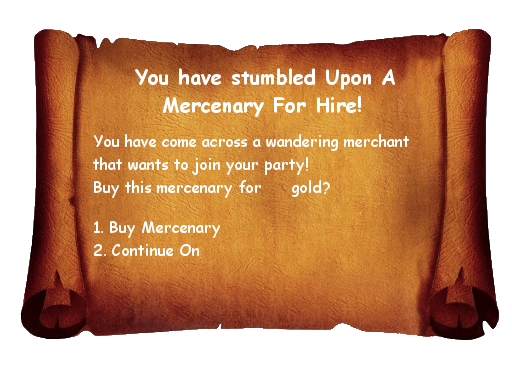 You have stumbled Upon A
Mercenary For Hire!
You have come across a wandering merchant
that wants to join your party!
Buy this mercenary for gold?
1. Buy Mercenary
2. Continue On